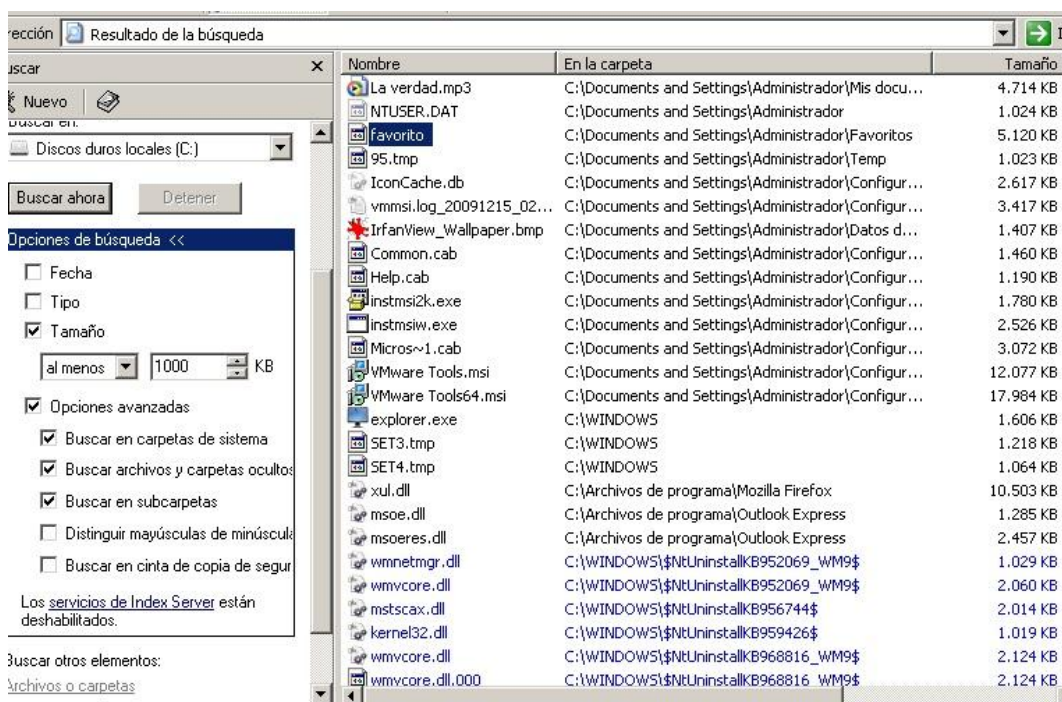 rección Resultado de la búsqueda
uscar
Nuevo
Buscar en:
Discos duros locales (C:)
Buscar ahora Detener
Opciones de búsqueda <<
Fecha
Tipo
Tamaño
al menos 1000 KB
Opciones avanzadas
Buscar en carpetas de sistema
Buscar archivos y carpetas ocultos
Buscar en subcarpetas
Distinguir mayúsculas de minúscula
Buscar en cinta de copia de segur
Los servicios de Index Server están
deshabilitados.
Buscar otros elementos:
Archivos o carpetas
Nombre En la carpeta Tamaño
La verdad.mp3 C:\Documents and Settings\Administrador\Mis docu... 4.714 KB
NTUSER.DAT C:\Documents and Settings\Administrador 1.024 KB
favorito C:\Documents and Settings\Administrador\Favoritos 5.120 KB
95.tmp C:\Documents and Settings\Administrador\Temp 1.023 KB
IconCache.db C:\Documents and Settings\Administrador\Configur... 2.617 KB
vmmsi.log_20091215_02... C:\Documents and Settings\Administrador\Configur... 3.417 KB
IrfanView_Wallpaper.bmp C:\Documents and Settings\Administrador\Datos d... 1.407 KB
Common.cab C:\Documents and Settings\Administrador\Configur... 1.460 KB
Help.cab C:\Documents and Settings\Administrador\Configur... 1.190 KB
instmsi2k.exe C:\Documents and Settings\Administrador\Configur... 1.780 KB
instmsiw.exe C:\Documents and Settings\Administrador\Configur... 2.526 KB
Micros~1.cab C:\Documents and Settings\Administrador\Configur... 3.072 KB
VMware Tools.msi C:\Documents and Settings\Administrador\Configur... 12.077 KB
VMware Tools64.msi C:\Documents and Settings\Administrador\Configur... 17.984 KB
explorer.exe C:\WINDOWS 1.606 KB
SET3.tmp C:\WINDOWS 1.218 KB
SET4.tmp C:\WINDOWS 1.064 KB
xul.dll C:\Archivos de programa\Mozilla Firefox 10.503 KB
msoe.dll C:\Archivos de programa\Outlook Express 1.285 KB
msoeres.dll C:\Archivos de programa\Outlook Express 2.457 KB
wmnetmgr.dll C:\WINDOWS\$NtUninstallKB952069_WM9$ 1.029 KB
wmvcore.dll C:\WINDOWS\$NtUninstallKB952069_WM9$ 2.060 KB
mstscax.dll C:\WINDOWS\$NtUninstallKB956744$ 2.014 KB
kernel32.dll C:\WINDOWS\$NtUninstallKB959426$ 1.019 KB
wmvcore.dll C:\WINDOWS\$NtUninstallKB968816_WM9$ 2.124 KB
wmvcore.dll.000 C:\WINDOWS\$NtUninstallKB968816_WM9$ 2.124 KB